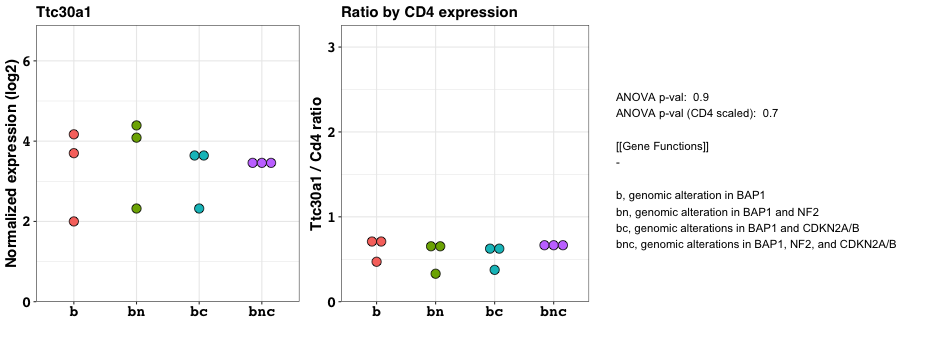 Ttc30a1
Normalized expression (log2)
6
4
2
0
b bn bc bnc
Ratio by CD4 expression
Ttc30a1 / Cd4 ratio
3
2
1
0
b bn bc bnc
ANOVA p-val: 0.9
ANOVA p-val (CD4 scaled): 0.7
[[Gene Functions]]
-
b, genomic alteration in BAP1
bn, genomic alteration in BAP1 and NF2
bc, genomic alterations in BAP1 and CDKN2A/B
bnc, genomic alterations in BAP1, NF2, and CDKN2A/B